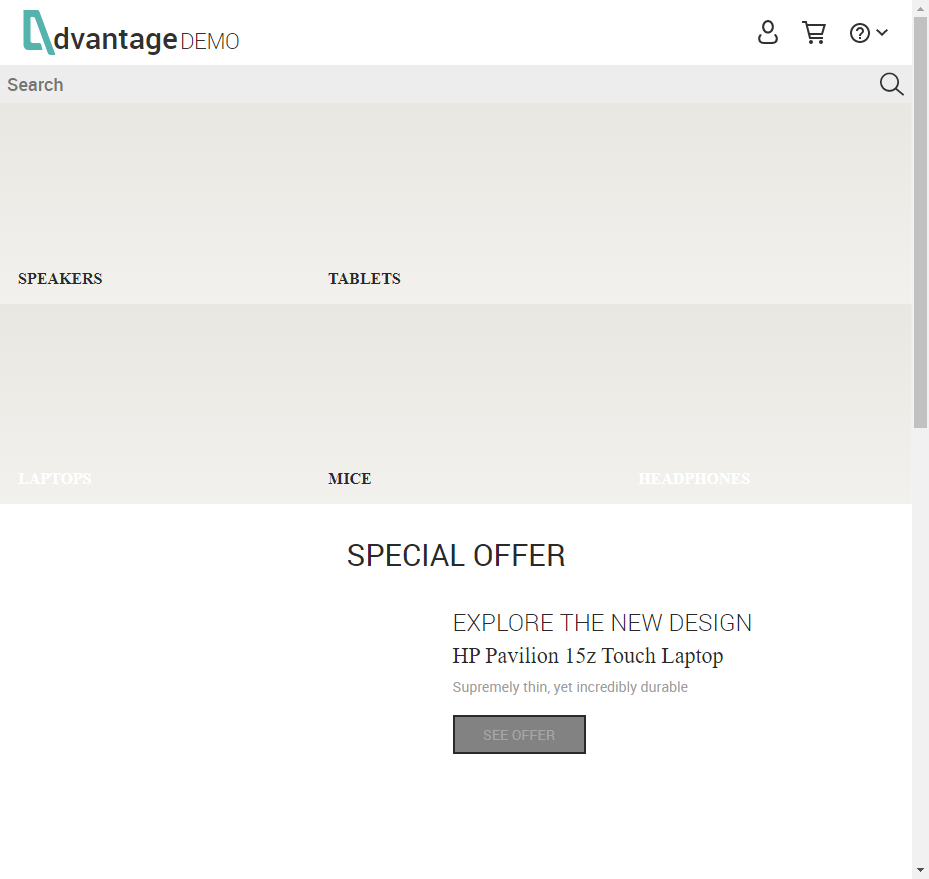 dvantage DEMO
Search
SPEAKERS TABLETS
LAPTOPS MICE HEADPHONES
SPECIAL OFFER
EXPLORE THE NEW DESIGN
HP Pavilion 15z Touch Laptop
Supremely thin, yet incredibly durable
SEE OFFER